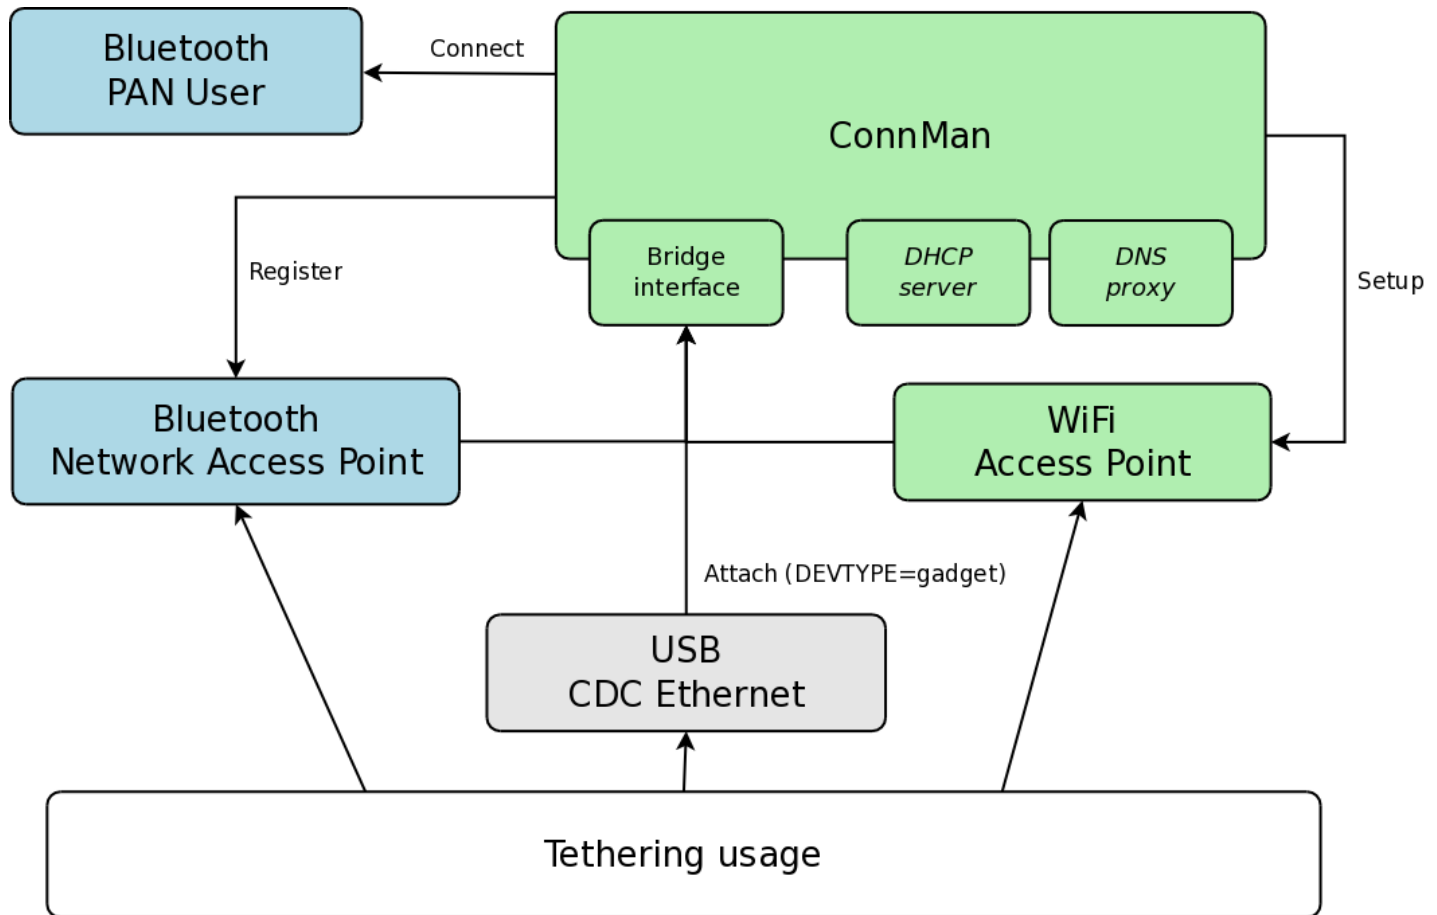 Bluetooth
PAN User
Connect
ConnMan
Bridge
interface
DHCP
server
DNS
proxy
Register
Setup
Bluetooth
Network Access Point
WiFi
Access Point
Attach (DEVTYPE=gadget)
USB
CDC Ethernet
Tethering usage